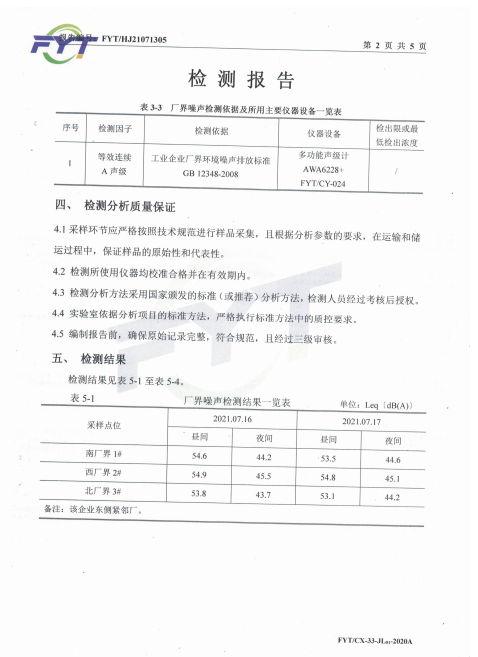 FYT
报告编号：FYT/HJ21071305
第 2 页 共 5 页
检 测 报 告
表 3-3 厂界噪声检测依据及所用主要仪器设备一览表
序号 检测因子 检测依据 仪器设备 检出限或最低检出浓度
1 等效连续A 声级 工业企业厂界环境噪声排放标准 GB 12348-2008 多功能声级计 AWA6228+ FYT/CY-024 /
四、 检测分析质量保证
4.1 采样环节应严格按照技术规范进行样品采集，且根据分析参数的要求，在运输和储
运过程中，保证样品的原始性和代表性。
4.2 检测所使用仪器均校准合格并在有效期内。
4.3 检测分析方法采用国家颁发的标准（或推荐）分析方法，检测人员经过考核后授权。
4.4 实验室依据分析项目的标准方法，严格执行标准方法中的质控要求。
4.5 编制报告前，确保原始记录完整，符合规范，且经过三级审核。
五、 检测结果
检测结果见表 5-1 至表 5-4。
表 5-1 厂界噪声检测结果一览表 单位：Leq〔dB(A)〕
采样点位 2021.07.16 2021.07.17
昼间 夜间 昼间 夜间
南厂界 1# 54.6 44.2 53.5 44.6
西厂界 2# 54.9 45.5 54.8 45.1
北厂界 3# 53.8 43.7 53.1 44.2
备注：该企业东侧紧邻厂。
FYT/CX-33-JL01-2020A